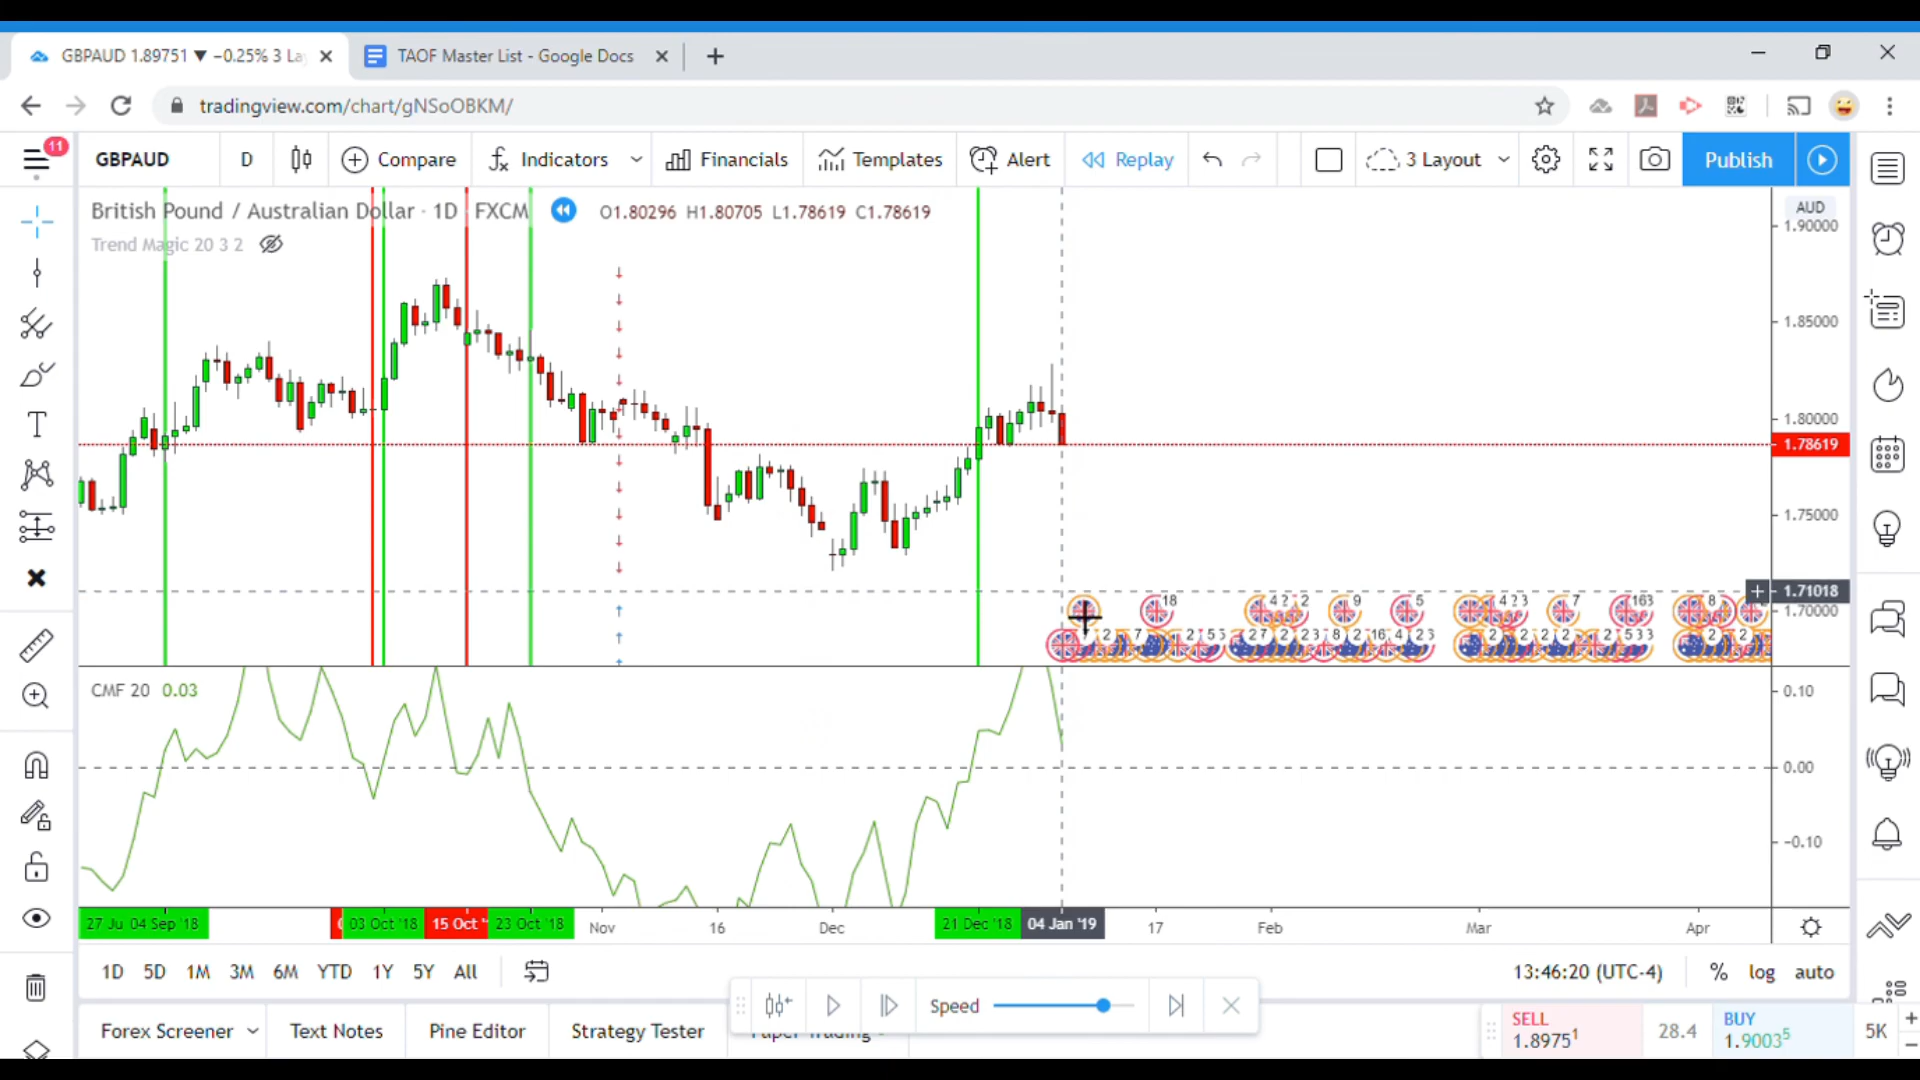 GBPAUD 1.89751 ▼ −0.25% 3 La
TAOF Master List - Google Docs
tradingview.com/chart/gNSoOBKM/
11
GBPAUD
D
Compare
Indicators
Financials
Templates
Alert
Replay
3 Layout
Publish
British Pound / Australian Dollar · 1D
FXCM
O1.80296 H1.80705 L1.78619 C1.78619
Trend Magic 20 3 2
AUD
1.90000
1.85000
1.80000
1.78619
1.75000
1.71018
1.70000
CMF 20 0.03
0.10
0.00
−0.10
27 Ju
04 Sep '18
03 Oct '18
15 Oct '
23 Oct '18
Nov
16
Dec
21 Dec '18
04 Jan '19
17
Feb
Mar
Apr
1D 5D 1M 3M 6M YTD 1Y 5Y All
13:46:20 (UTC-4)
%
log
auto
Speed
Forex Screener
Text Notes
Pine Editor
Strategy Tester
Paper Trading
SELL
1.89751
28.4
BUY
1.90035
5K